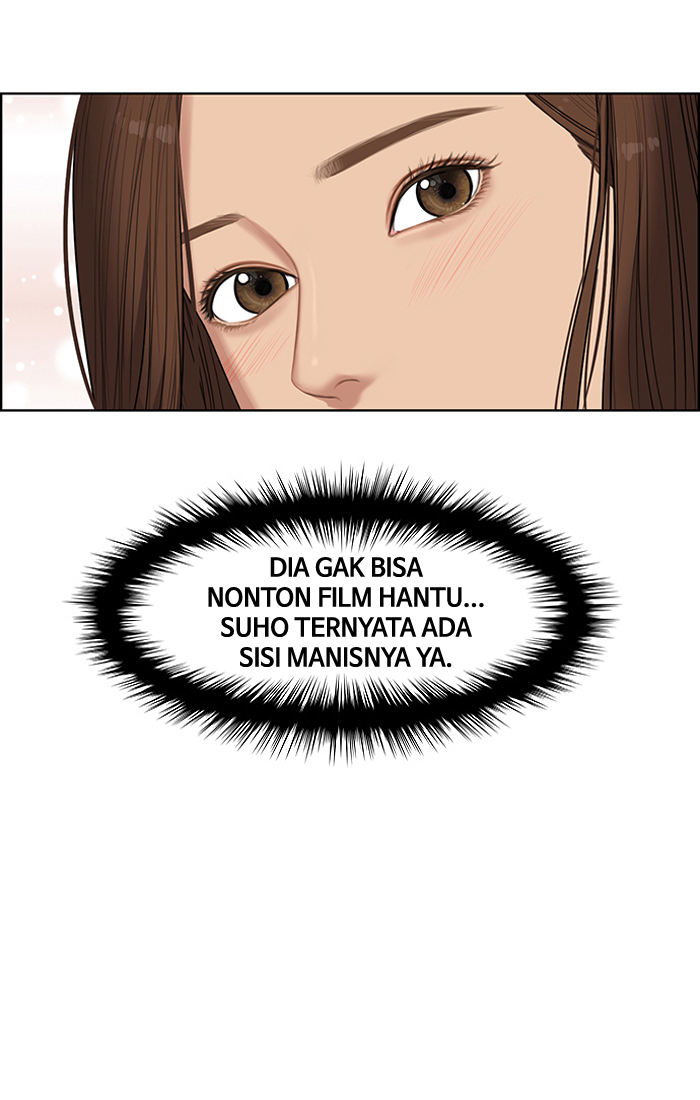 DIA GAK BISA
NONTON FILM HANTU...
SUHO TERNYATA ADA
SISI MANISNYA YA.